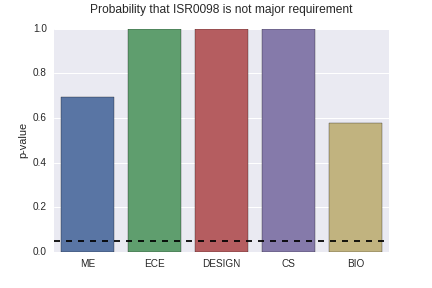 Probability that ISR0098 is not major requirement
1.0
0.8
0.6
0.4
0.2
0.0
p-value
ME ECE DESIGN CS BIO